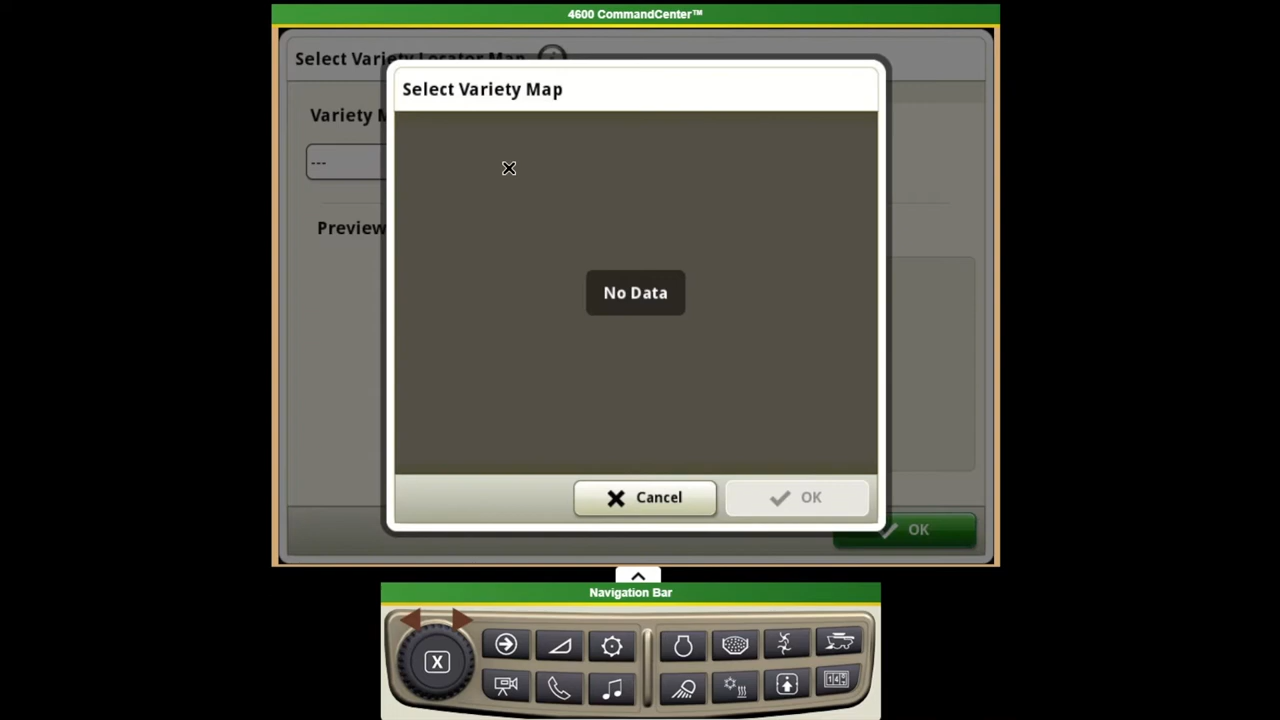 4600 CommandCenter™
Select Variety Locator Map
Select Variety Map
Variety M
---
Preview
No Data
Cancel
OK
OK
Navigation Bar
X